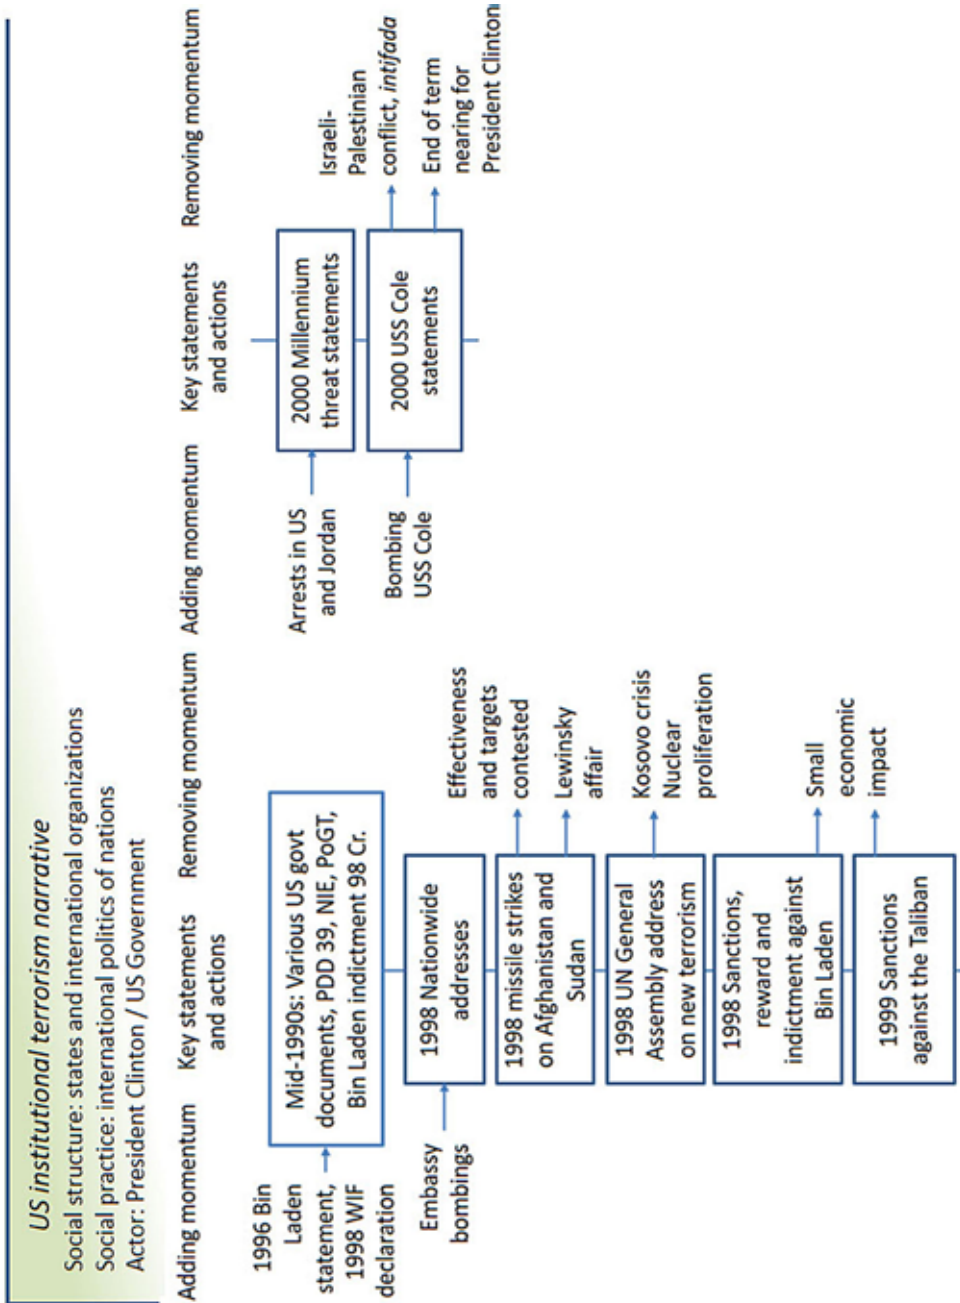 US institutional terrorism narrative
Social structure: states and international organizations
Social practice: international politics of nations
Actor: President Clinton / US Government
Adding momentum
Key statements
and actions
Removing momentum
1996 Bin
Laden
statement,
1998 WIF
declaration
Mid-1990s: Various US govt
documents, PDD 39, NIE, PoGT,
Bin Laden indictment 98 Cr.
Embassy
bombings
1998 Nationwide
addresses
1998 missile strikes
on Afghanistan and
Sudan
Effectiveness
and targets
contested
Lewinsky
affair
1998 UN General
Assembly address
on new terrorism
Kosovo crisis
Nuclear
proliferation
1998 Sanctions,
reward and
indictment against
Bin Laden
1999 Sanctions
against the Taliban
Small
economic
impact
Adding momentum
Key statements
and actions
Removing momentum
Arrests in US
and Jordan
2000 Millennium
threat statements
Bombing
USS Cole
2000 USS Cole
statements
Israeli-
Palestinian
conflict, intifada
End of term
nearing for
President Clinton